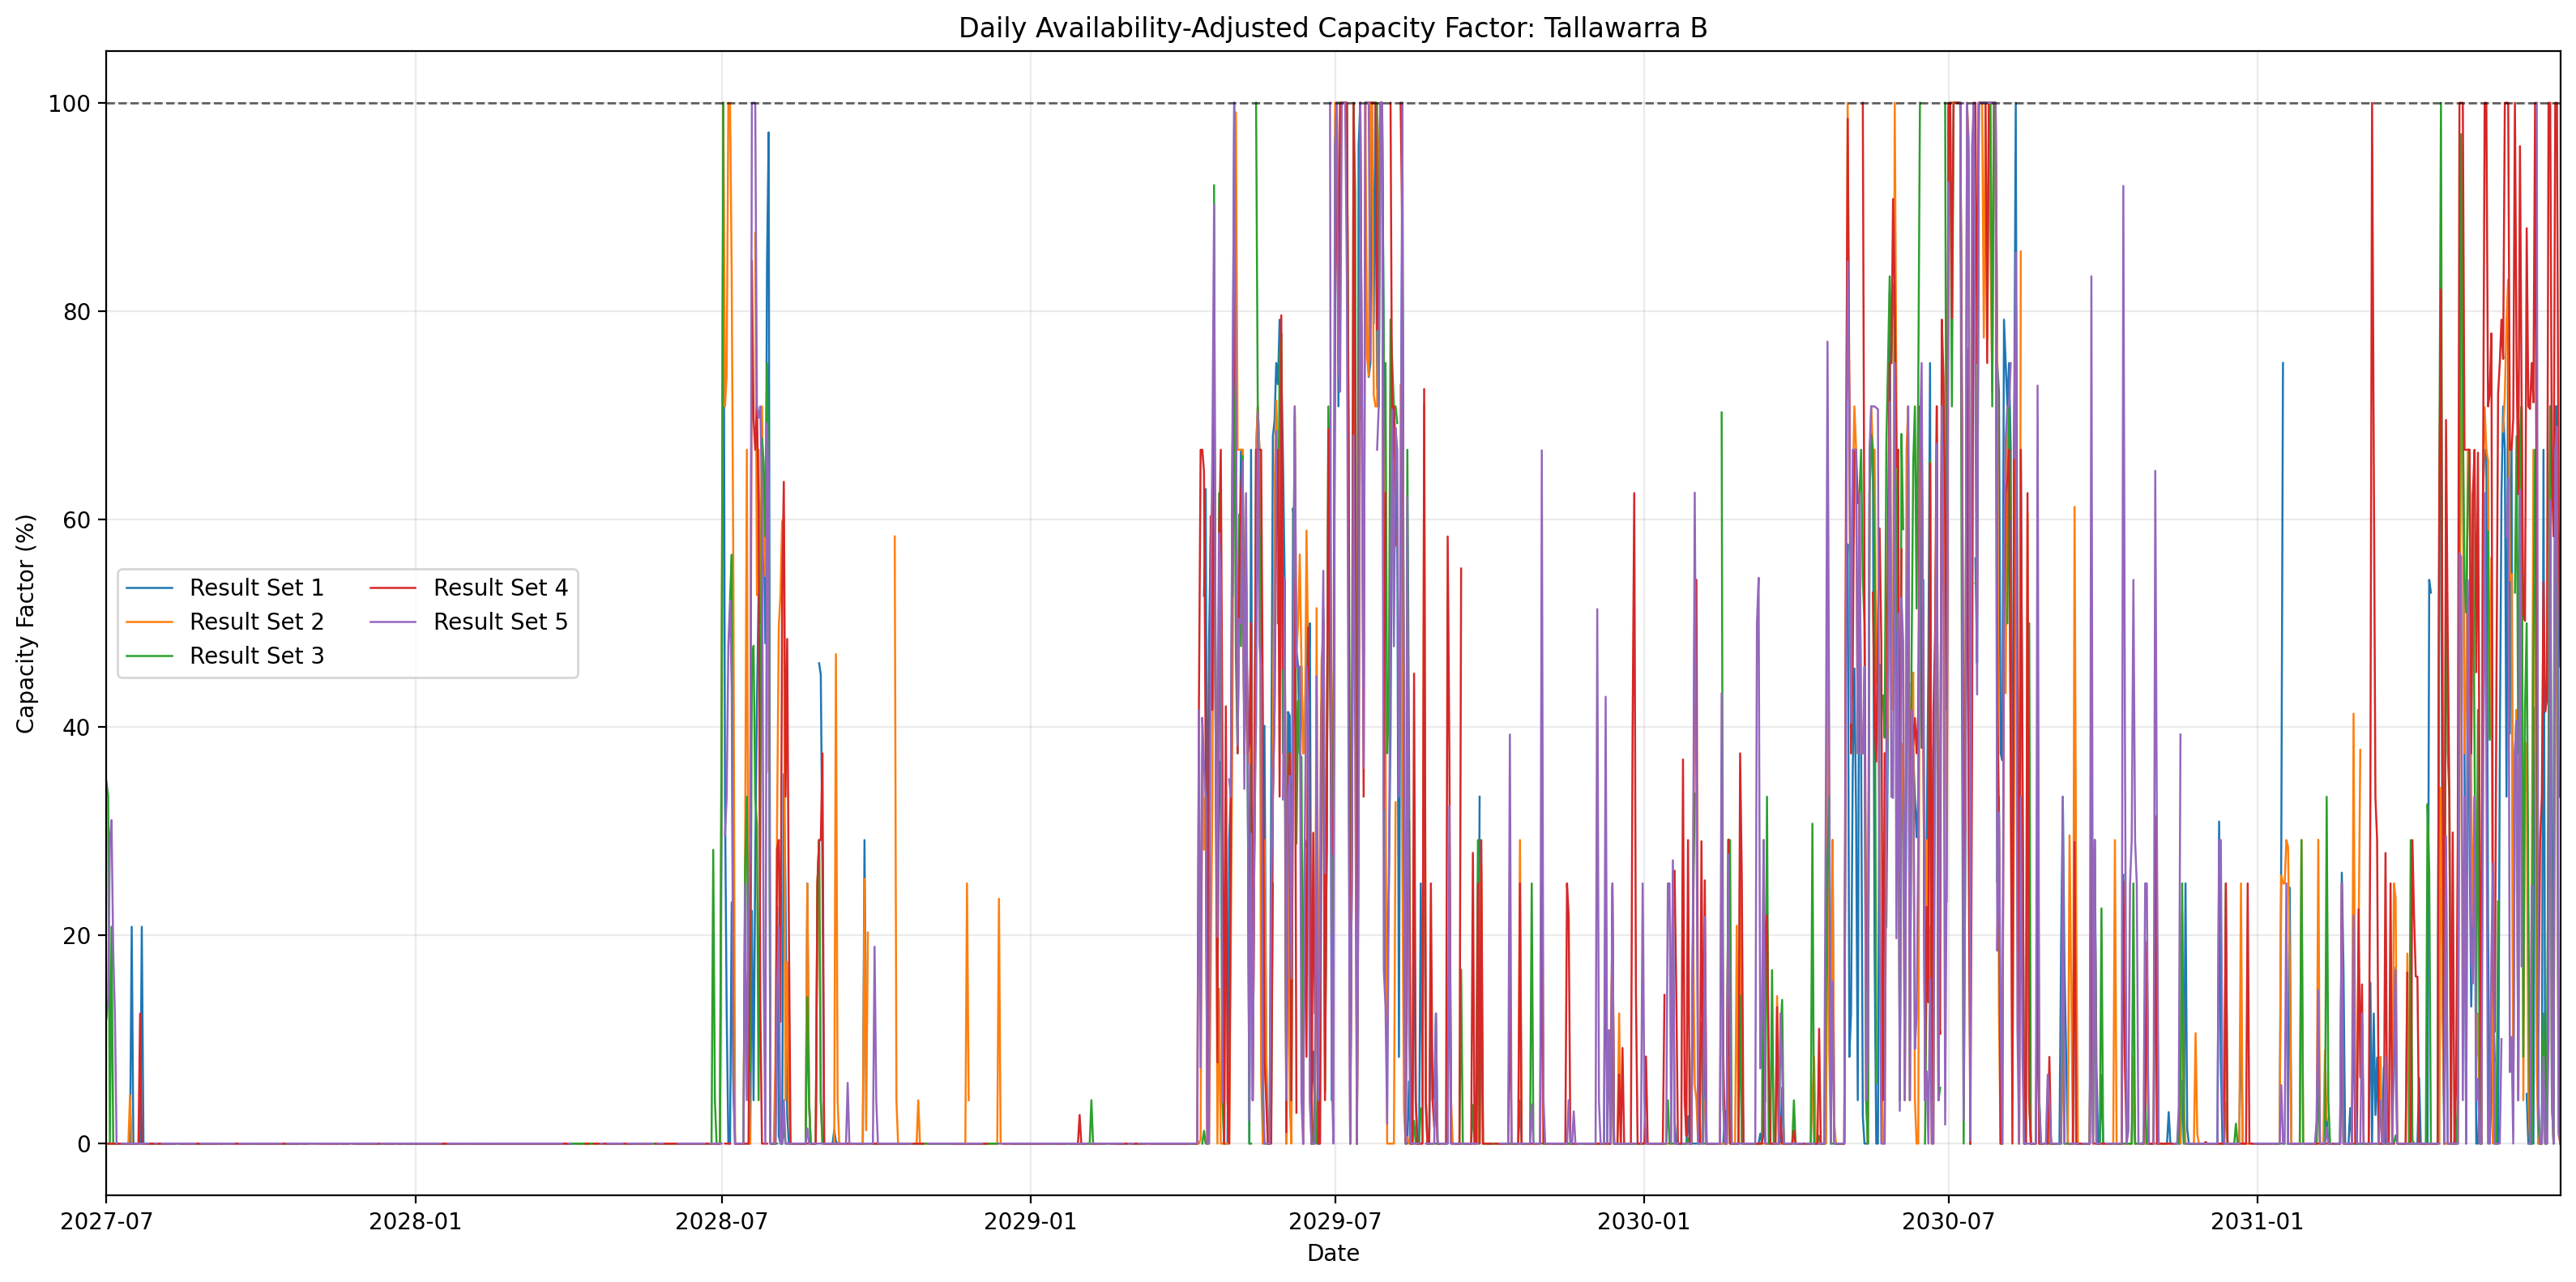 Daily Availability-Adjusted Capacity Factor: Tallawarra B
Capacity Factor (%)
100
80
60
40
20
0
Result Set 1
Result Set 2
Result Set 3
Result Set 4
Result Set 5
2027-07
2028-01
2028-07
2029-01
2029-07
2030-01
2030-07
2031-01
Date